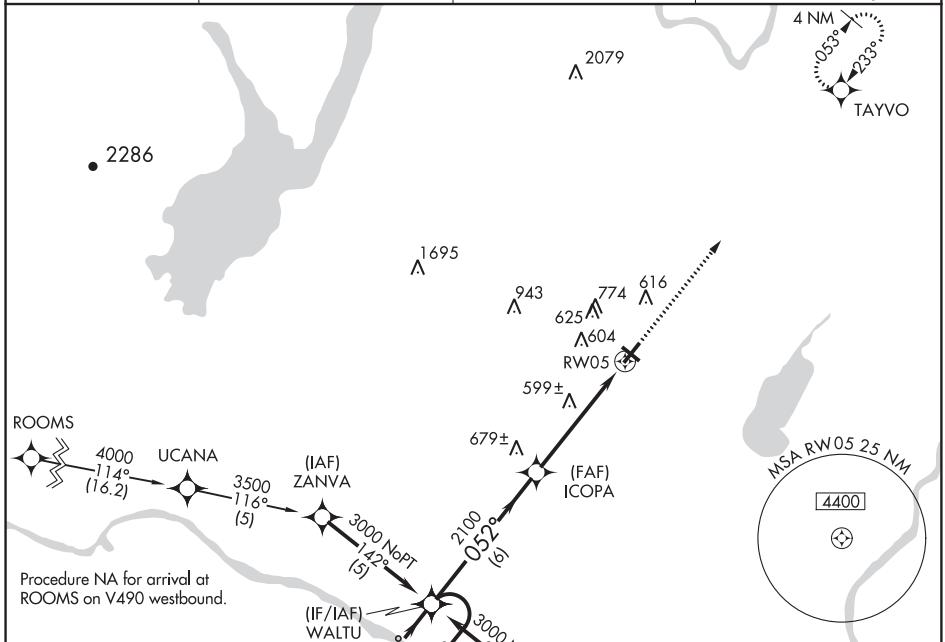 4 NM
053°
233°
TAYVO
2079
2286
1695
943
774
616
625
604
RW05
599±
679±
ROOMS
4000
114°
(16.2)
UCANA
3500
116°
(5)
(IAF)
ZANVA
3000 NoPT
142°
(5)
(FAF)
ICOPA
2100
052°
(6)
MSA RW05 25 NM
4400
Procedure NA for arrival at
ROOMS on V490 westbound.
(IF/IAF)
WALTU
3000